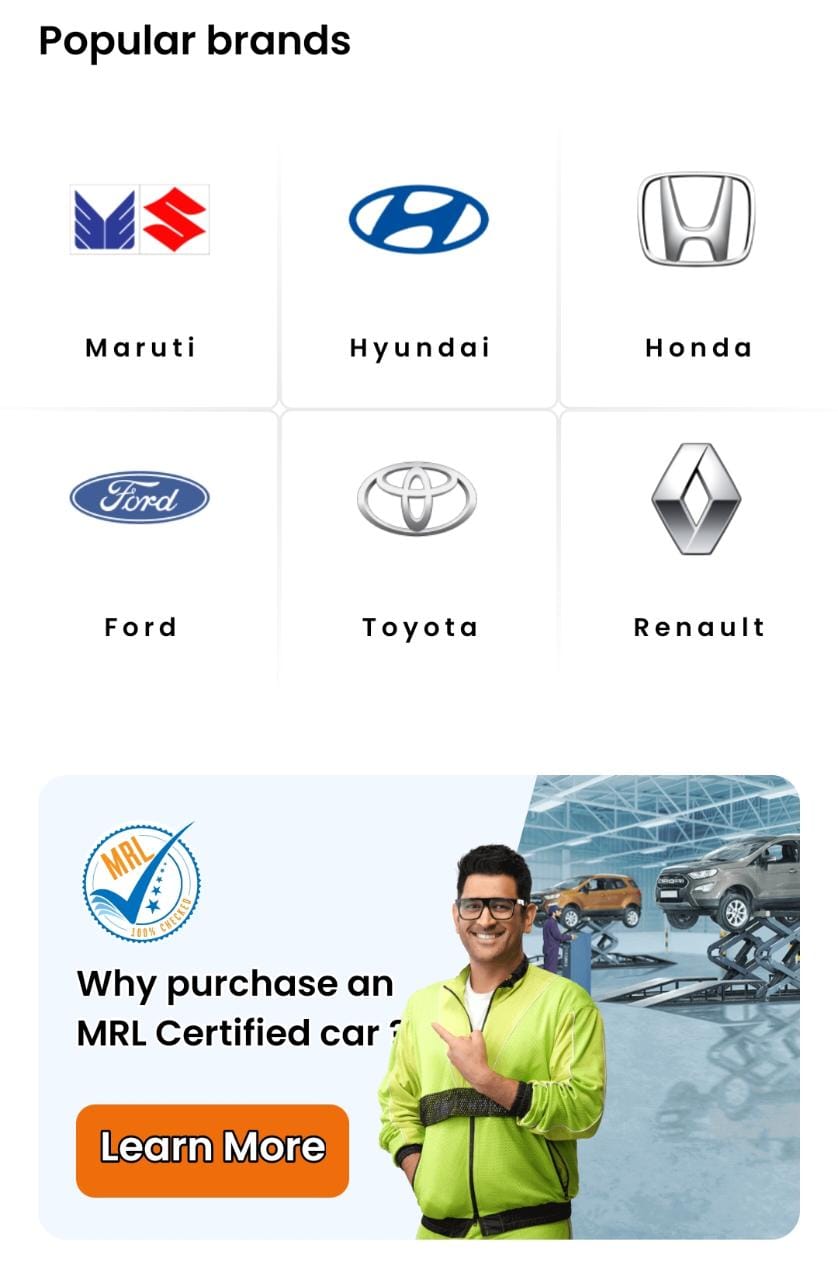 Popular brands
Maruti
Hyundai
Honda
Ford
Ford
Toyota
Renault
MRL
100% CHECKED
Why purchase an
MRL Certified car ?
Learn More